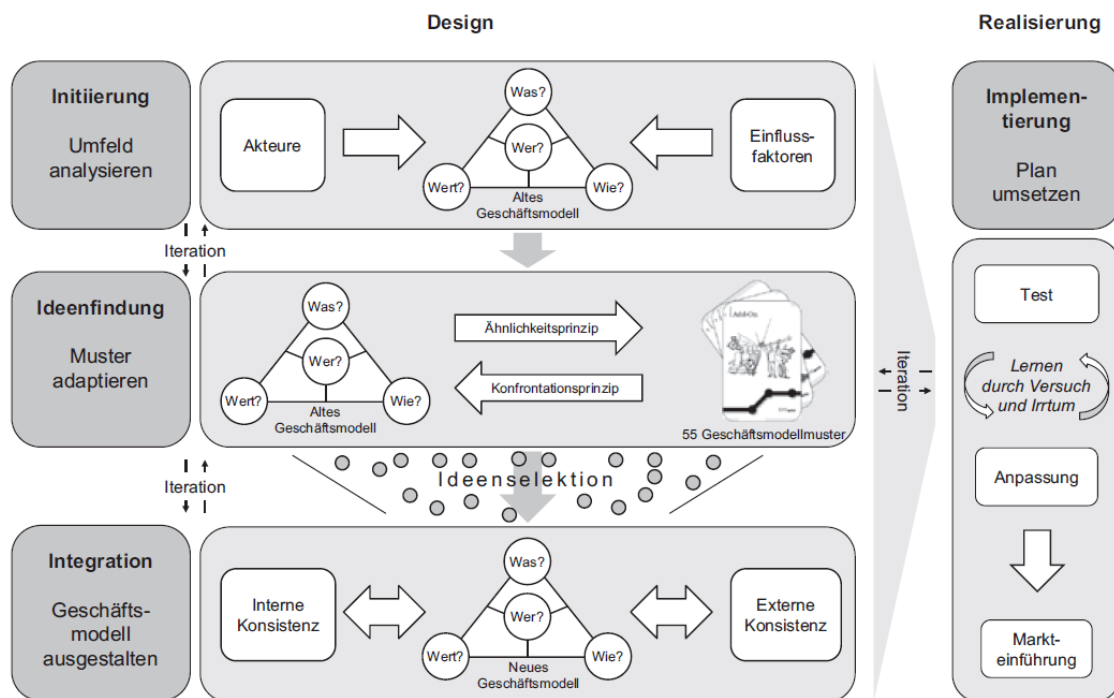 Design
Realisierung
Initiierung
Umfeld
analysieren
Akteure
Was?
Wer?
Wert?
Wie?
Altes
Geschäftsmodell
Einfluss-
faktoren
Iteration
Ideenfindung
Muster
adaptieren
Was?
Wer?
Wert?
Wie?
Altes
Geschäftsmodell
Ähnlichkeitsprinzip
Konfrontationsprinzip
Add-On
55 Geschäftsmodellmuster
Iteration
Ideenselektion
Integration
Geschäfts-
modell
ausgestalten
Interne
Konsistenz
Was?
Wer?
Wert?
Wie?
Neues
Geschäftsmodell
Externe
Konsistenz
Iteration
Implemen-
tierung
Plan
umsetzen
Test
Lernen
durch Versuch
und Irrtum
Anpassung
Markt-
einführung